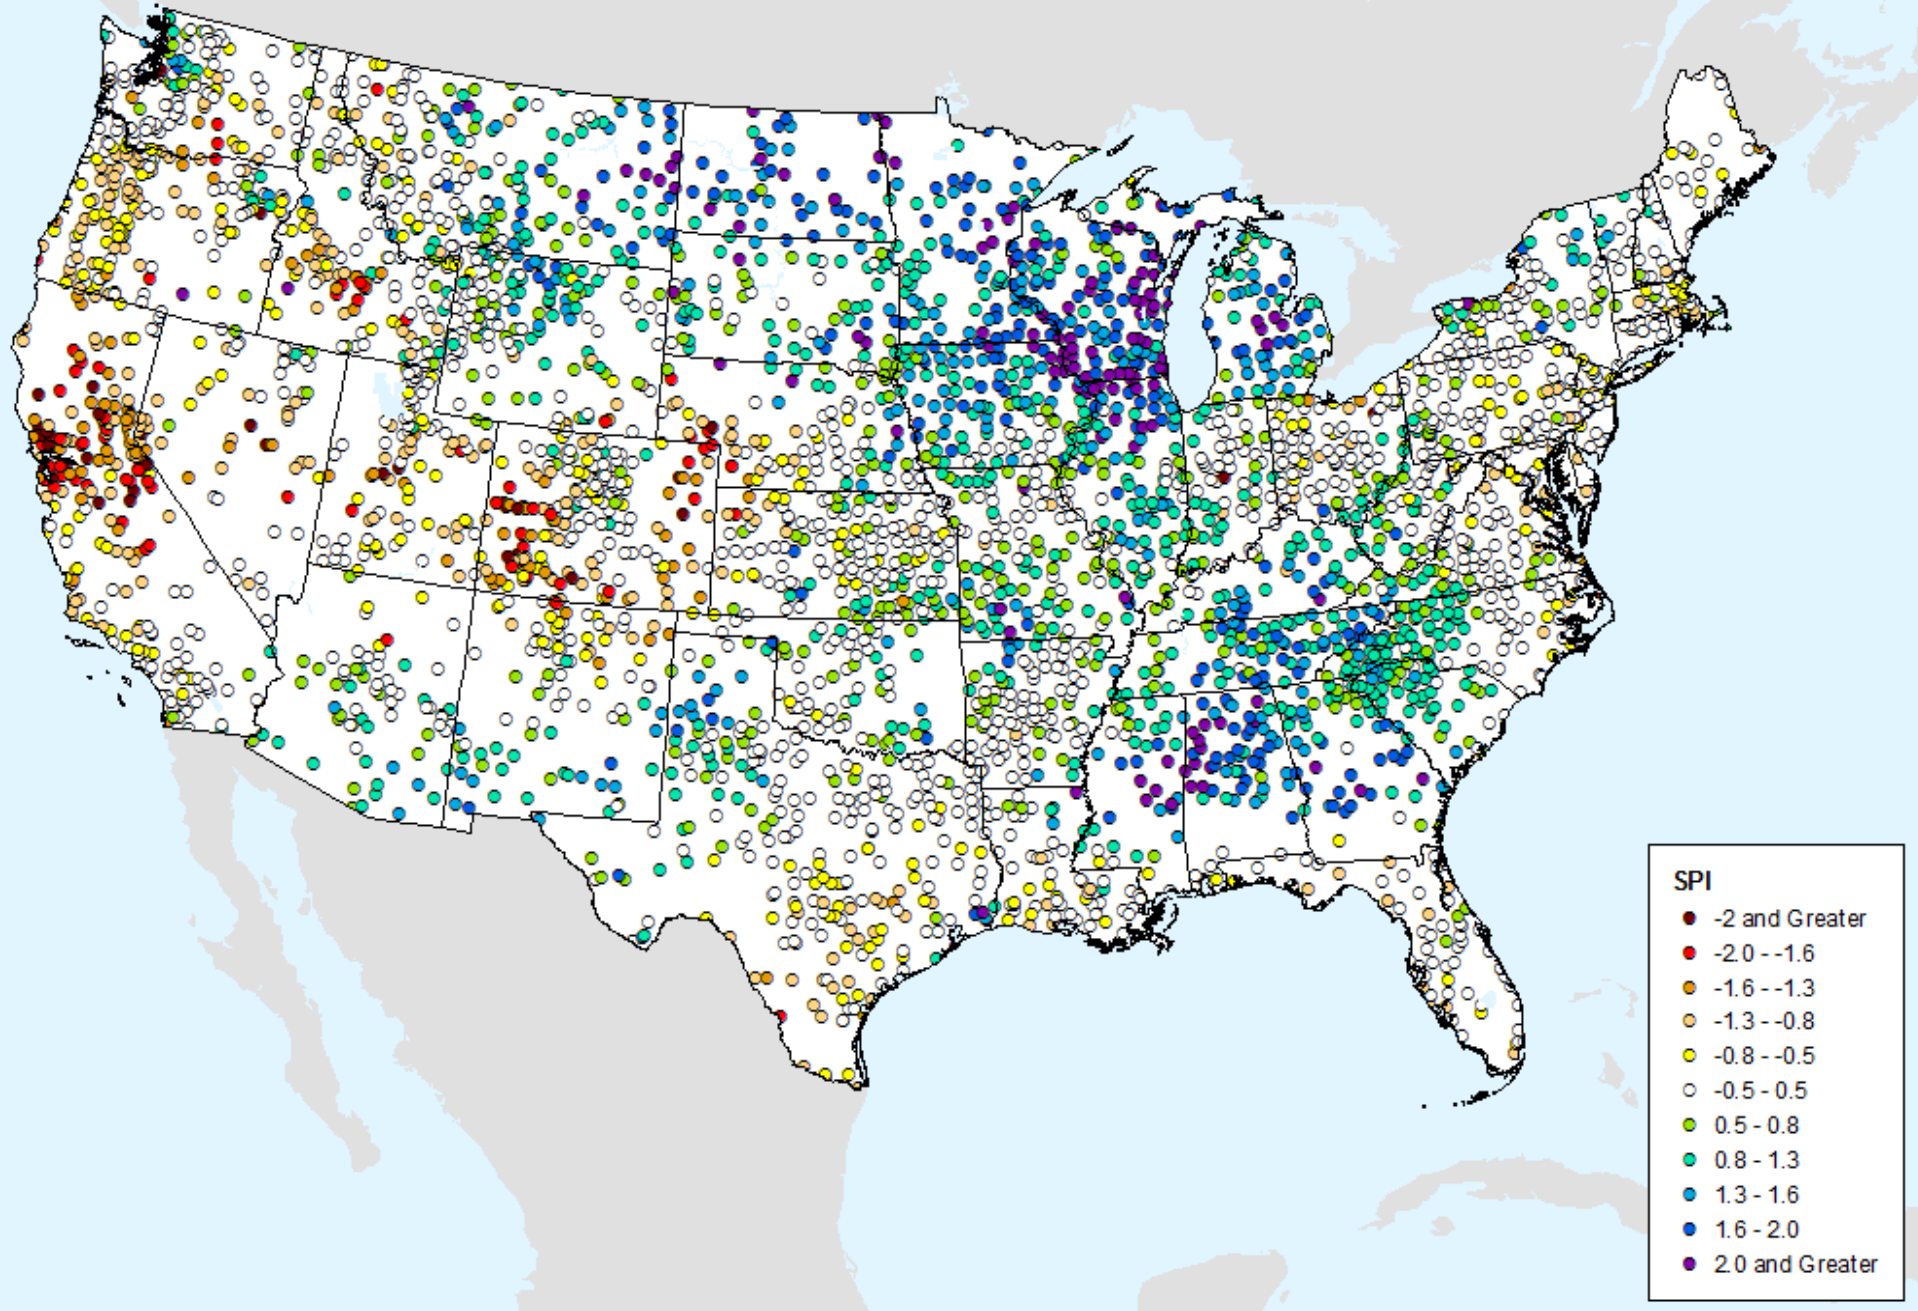 SPI
-2 and Greater
-2.0 - -1.6
-1.6 - -1.3
-1.3 - -0.8
-0.8 - -0.5
-0.5 - 0.5
0.5 - 0.8
0.8 - 1.3
1.3 - 1.6
1.6 - 2.0
2.0 and Greater